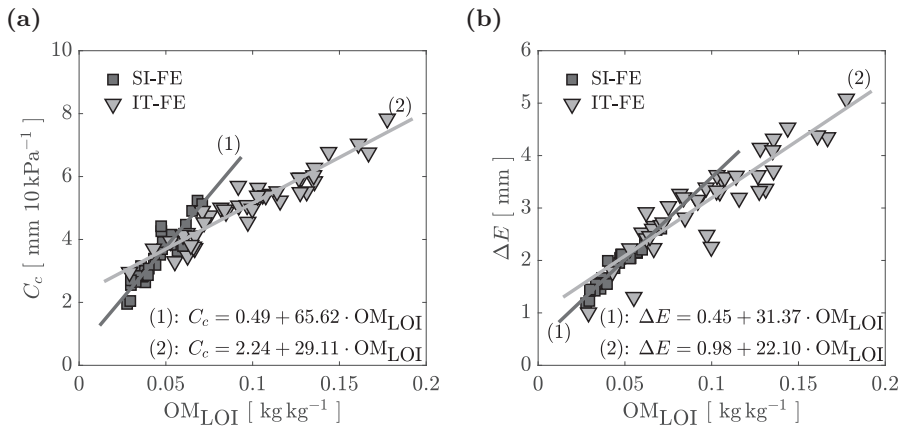 (a)
10
8
6
4
2
0
C_c [ mm 10 kPa⁻¹ ]
SI-FE
IT-FE
(1)
(2)
(1): C_c = 0.49 + 65.62 · OM_LOI
(2): C_c = 2.24 + 29.11 · OM_LOI
0 0.05 0.1 0.15 0.2
OM_LOI [ kg kg⁻¹ ]
(b)
6
5
4
3
2
1
0
ΔE [ mm ]
SI-FE
IT-FE
(2)
(1)
(1): ΔE = 0.45 + 31.37 · OM_LOI
(2): ΔE = 0.98 + 22.10 · OM_LOI
0 0.05 0.1 0.15 0.2
OM_LOI [ kg kg⁻¹ ]